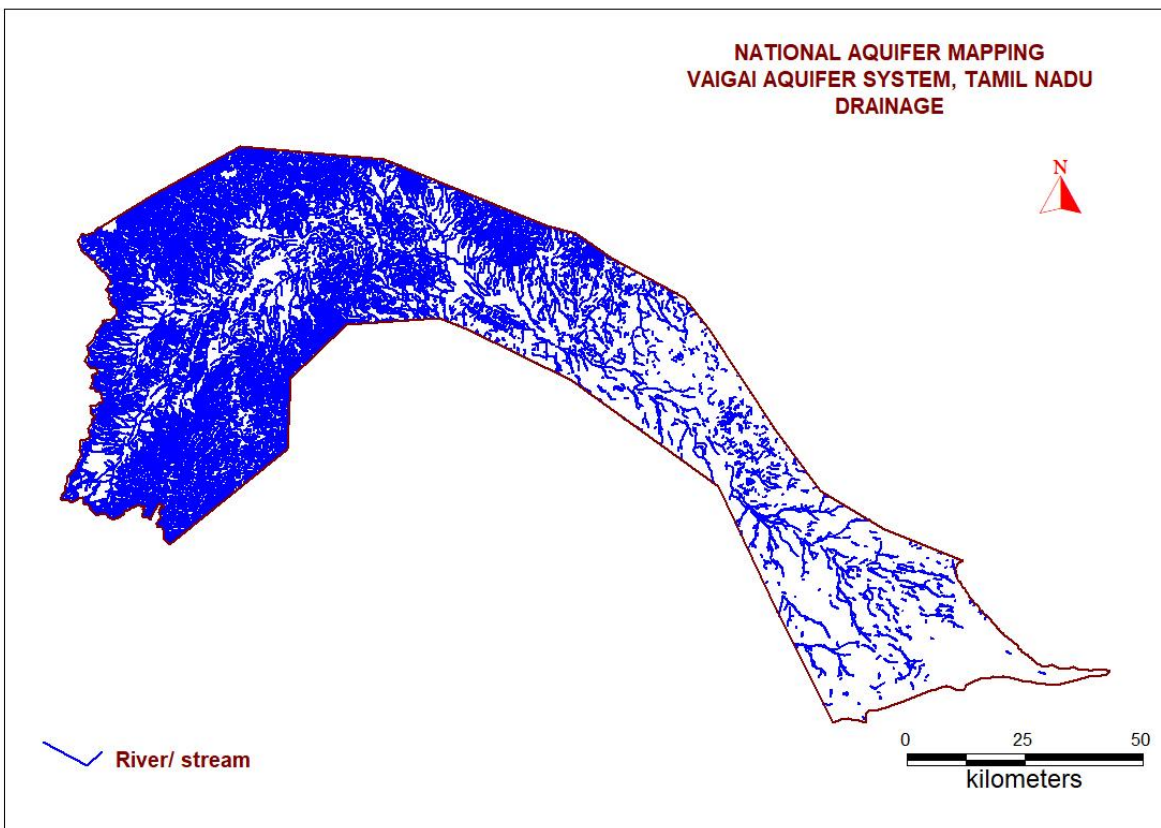 NATIONAL AQUIFER MAPPING
VAIGAI AQUIFER SYSTEM, TAMIL NADU
DRAINAGE
N
River/ stream
0 25 50
kilometers